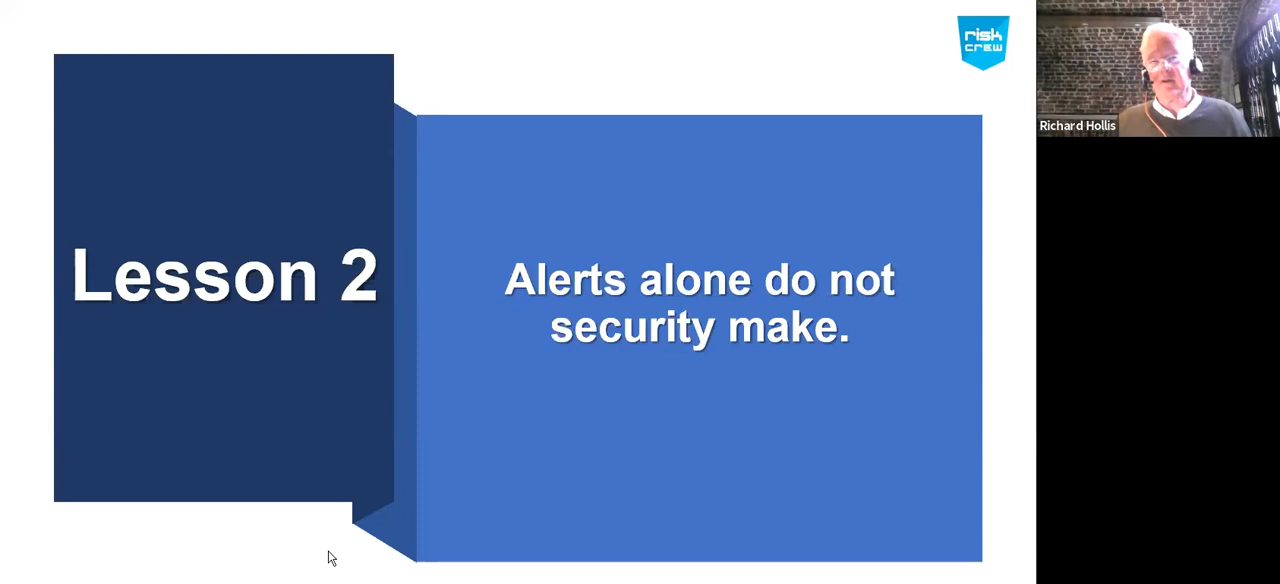 risk
crew
Richard Hollis
Lesson 2
Alerts alone do not
security make.